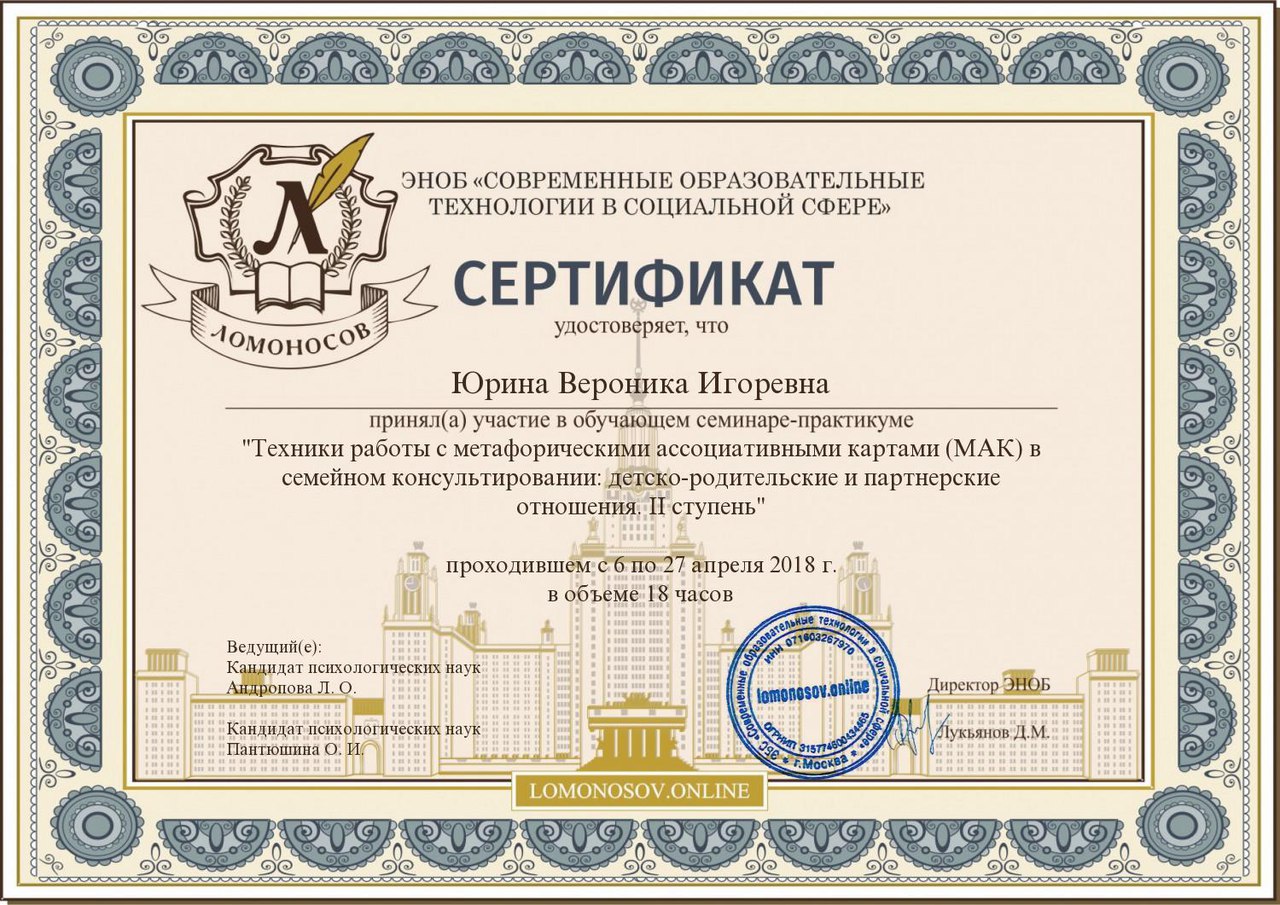 ЭНОБ «СОВРЕМЕННЫЕ ОБРАЗОВАТЕЛЬНЫЕ
ТЕХНОЛОГИИ В СОЦИАЛЬНОЙ СФЕРЕ»
Л
ЛОМОНОСОВ
СЕРТИФИКАТ
удостоверяет, что
Юрина Вероника Игоревна
принял(а) участие в обучающем семинаре-практикуме
"Техники работы с метафорическими ассоциативными картами (МАК) в
семейном консультировании: детско-родительские и партнерские
отношения. II ступень"
проходившем с 6 по 27 апреля 2018 г.
в объеме 18 часов
Ведущий(е):
Кандидат психологических наук
Андропова Л. О.
Кандидат психологических наук
Пантюшина О. И.
«Современные образовательные технологии в социальной сфере»
ИНН 071603267970
lomonosov.online
ОГРНИП 315774600434465
* г.Москва *
Директор ЭНОБ
Лукьянов Д.М.
LOMONOSOV.ONLINE